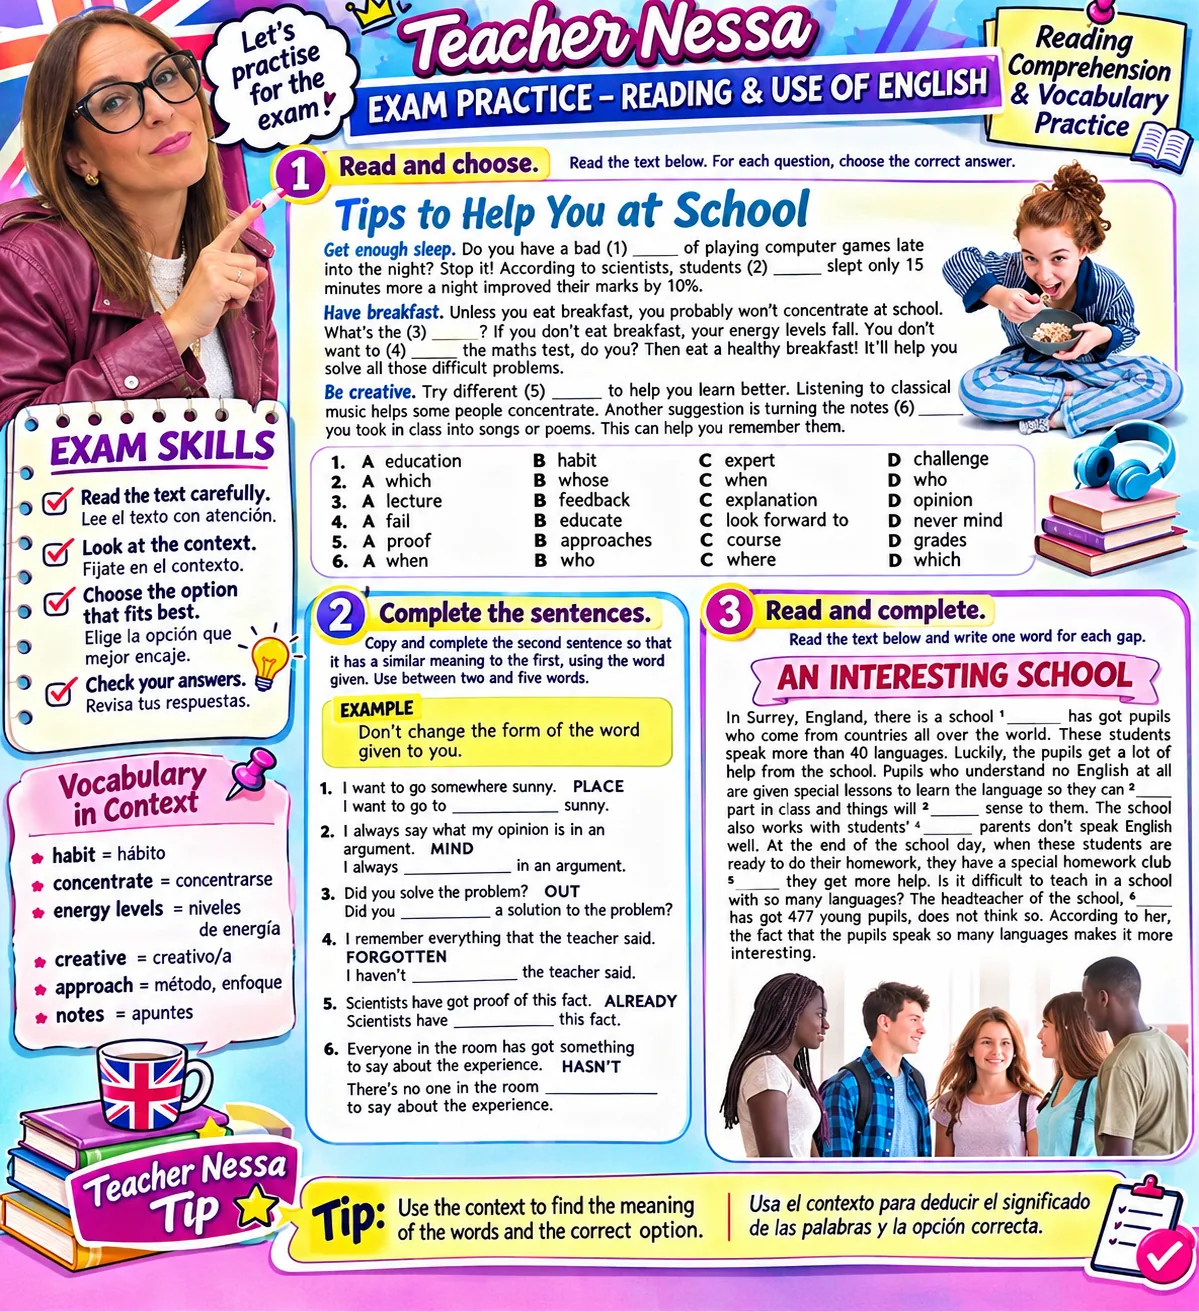 Let's
practise
for the
exam!
Teacher Nessa
EXAM PRACTICE – READING & USE OF ENGLISH
Reading
Comprehension
& Vocabulary
Practice
1 Read and choose. Read the text below. For each question, choose the correct answer.
Tips to Help You at School
Get enough sleep. Do you have a bad (1) _____ of playing computer games late
into the night? Stop it! According to scientists, students (2) _____ slept only 15
minutes more a night improved their marks by 10%.
Have breakfast. Unless you eat breakfast, you probably won't concentrate at school.
What's the (3) _____ ? If you don't eat breakfast, your energy levels fall. You don't
want to (4) _____ the maths test, do you? Then eat a healthy breakfast! It'll help you
solve all those difficult problems.
Be creative. Try different (5) _____ to help you learn better. Listening to classical
music helps some people concentrate. Another suggestion is turning the notes (6) _____
you took in class into songs or poems. This can help you remember them.
1. A education B habit C expert D challenge
2. A which B whose C when D who
3. A lecture B feedback C explanation D opinion
4. A fail B educate C look forward to D never mind
5. A proof B approaches C course D grades
6. A when B who C where D which
EXAM SKILLS
Read the text carefully.
Lee el texto con atención.
Look at the context.
Fijate en el contexto.
Choose the option
that fits best.
Elige la opción que
mejor encaje.
Check your answers.
Revisa tus respuestas.
Vocabulary
in Context
habit = hábito
concentrate = concentrarse
energy levels = niveles
de energía
creative = creativo/a
approach = método, enfoque
notes = apuntes
2 Complete the sentences.
Copy and complete the second sentence so that
it has a similar meaning to the first, using the word
given. Use between two and five words.
EXAMPLE
Don't change the form of the word
given to you.
1. I want to go somewhere sunny. PLACE
I want to go to _____ sunny.
2. I always say what my opinion is in an
argument. MIND
I always _____ in an argument.
3. Did you solve the problem? OUT
Did you _____ a solution to the problem?
4. I remember everything that the teacher said.
FORGOTTEN
I haven't _____ the teacher said.
5. Scientists have got proof of this fact. ALREADY
Scientists have _____ this fact.
6. Everyone in the room has got something
to say about the experience. HASN'T
There's no one in the room _____
to say about the experience.
3 Read and complete.
Read the text below and write one word for each gap.
AN INTERESTING SCHOOL
In Surrey, England, there is a school ¹_____ has got pupils
who come from countries all over the world. These students
speak more than 40 languages. Luckily, the pupils get a lot of
help from the school. Pupils who understand no English at all
are given special lessons to learn the language so they can ²_____
part in class and things will ²_____ sense to them. The school
also works with students' ⁴_____ parents don't speak English
well. At the end of the school day, when these students are
ready to do their homework, they have a special homework club
⁵_____ they get more help. Is it difficult to teach in a school
with so many languages? The headteacher of the school, ⁶_____
has got 477 young pupils, does not think so. According to her,
the fact that the pupils speak so many languages makes it more
interesting.
Teacher Nessa
Tip
Tip: Use the context to find the meaning
of the words and the correct option.
Usa el contexto para deducir el significado
de las palabras y la opción correcta.